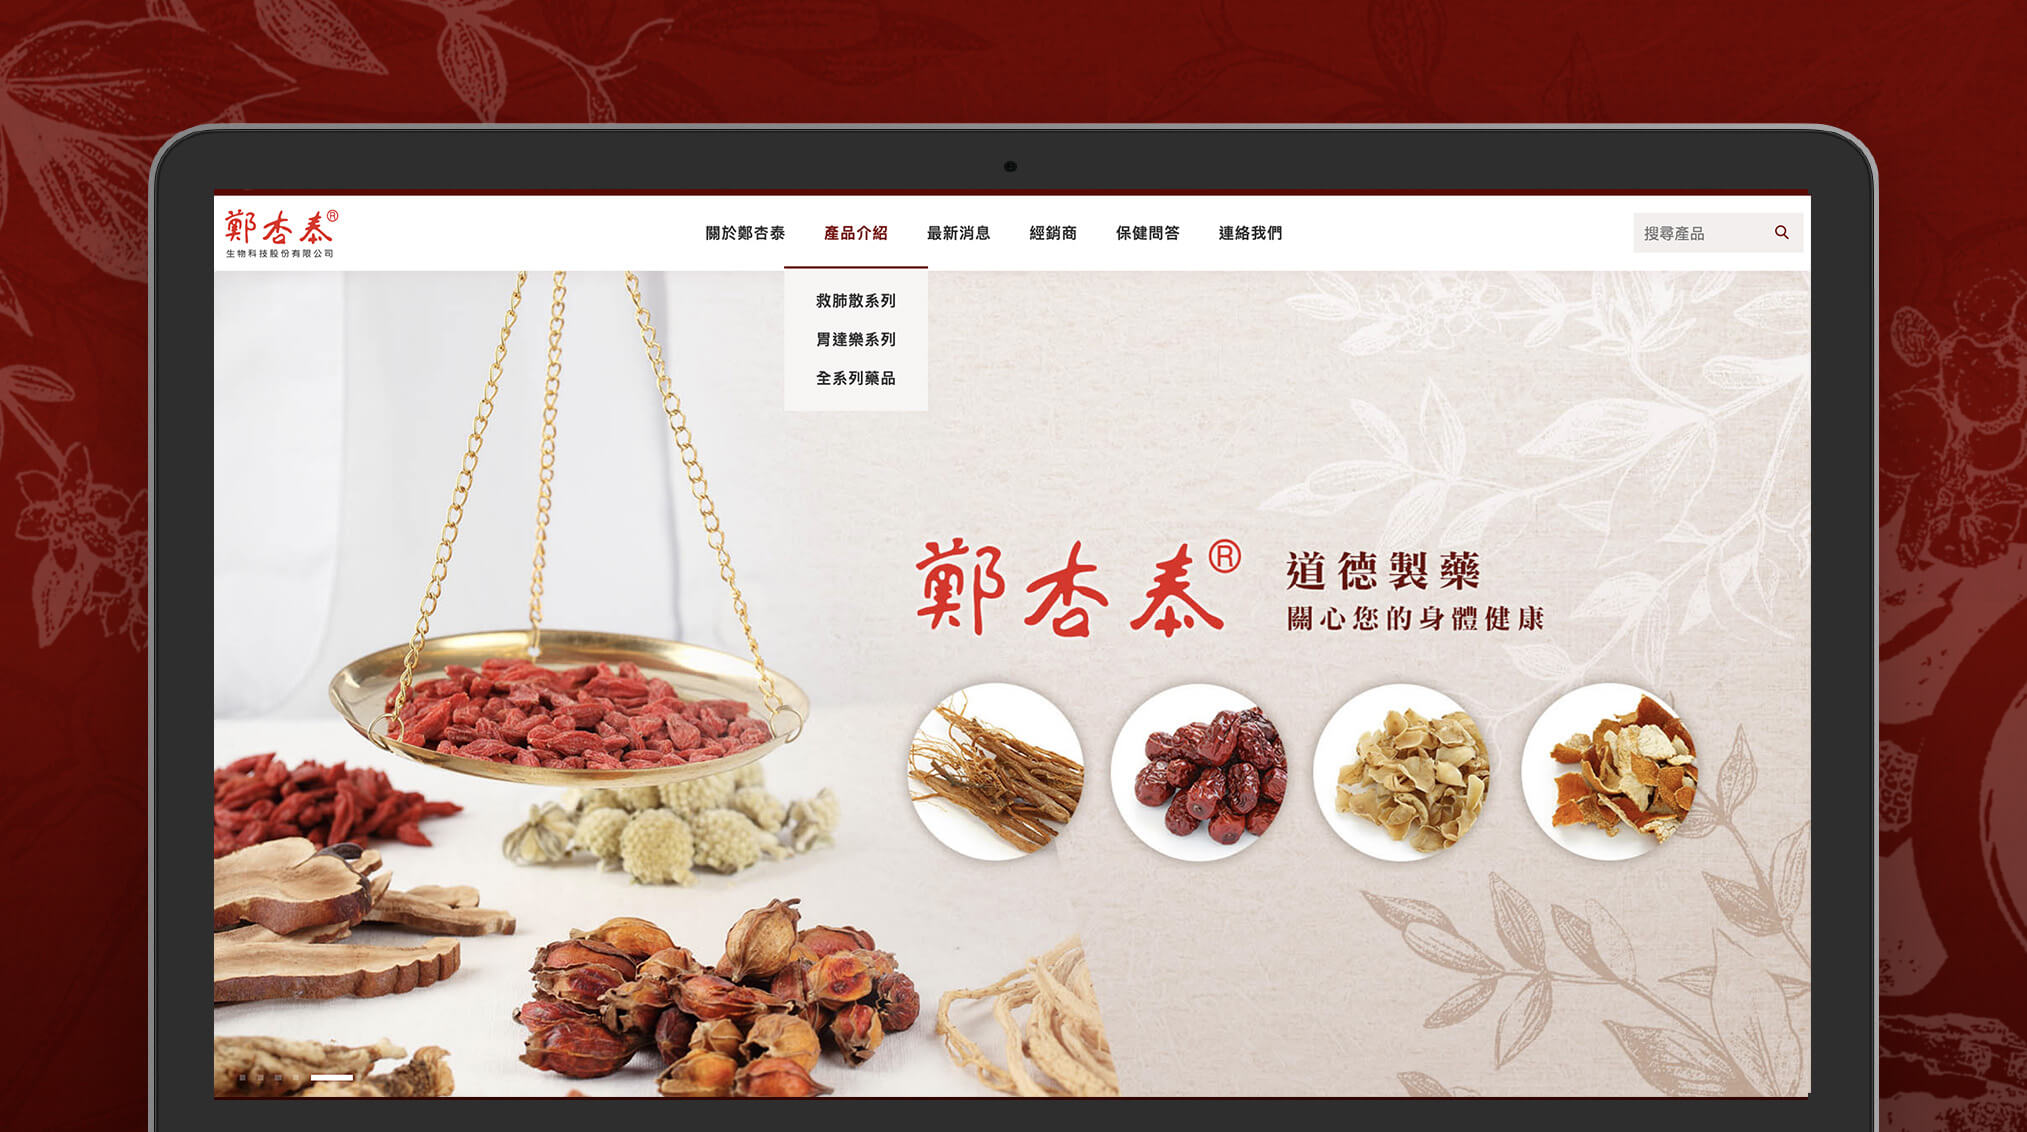 鄭杏泰®
生物科技股份有限公司
關於鄭杏泰 產品介紹 最新消息 經銷商 保健問答 連絡我們
搜尋產品
救肺散系列
胃達樂系列
全系列藥品
鄭杏泰®
道德製藥
關心您的身體健康